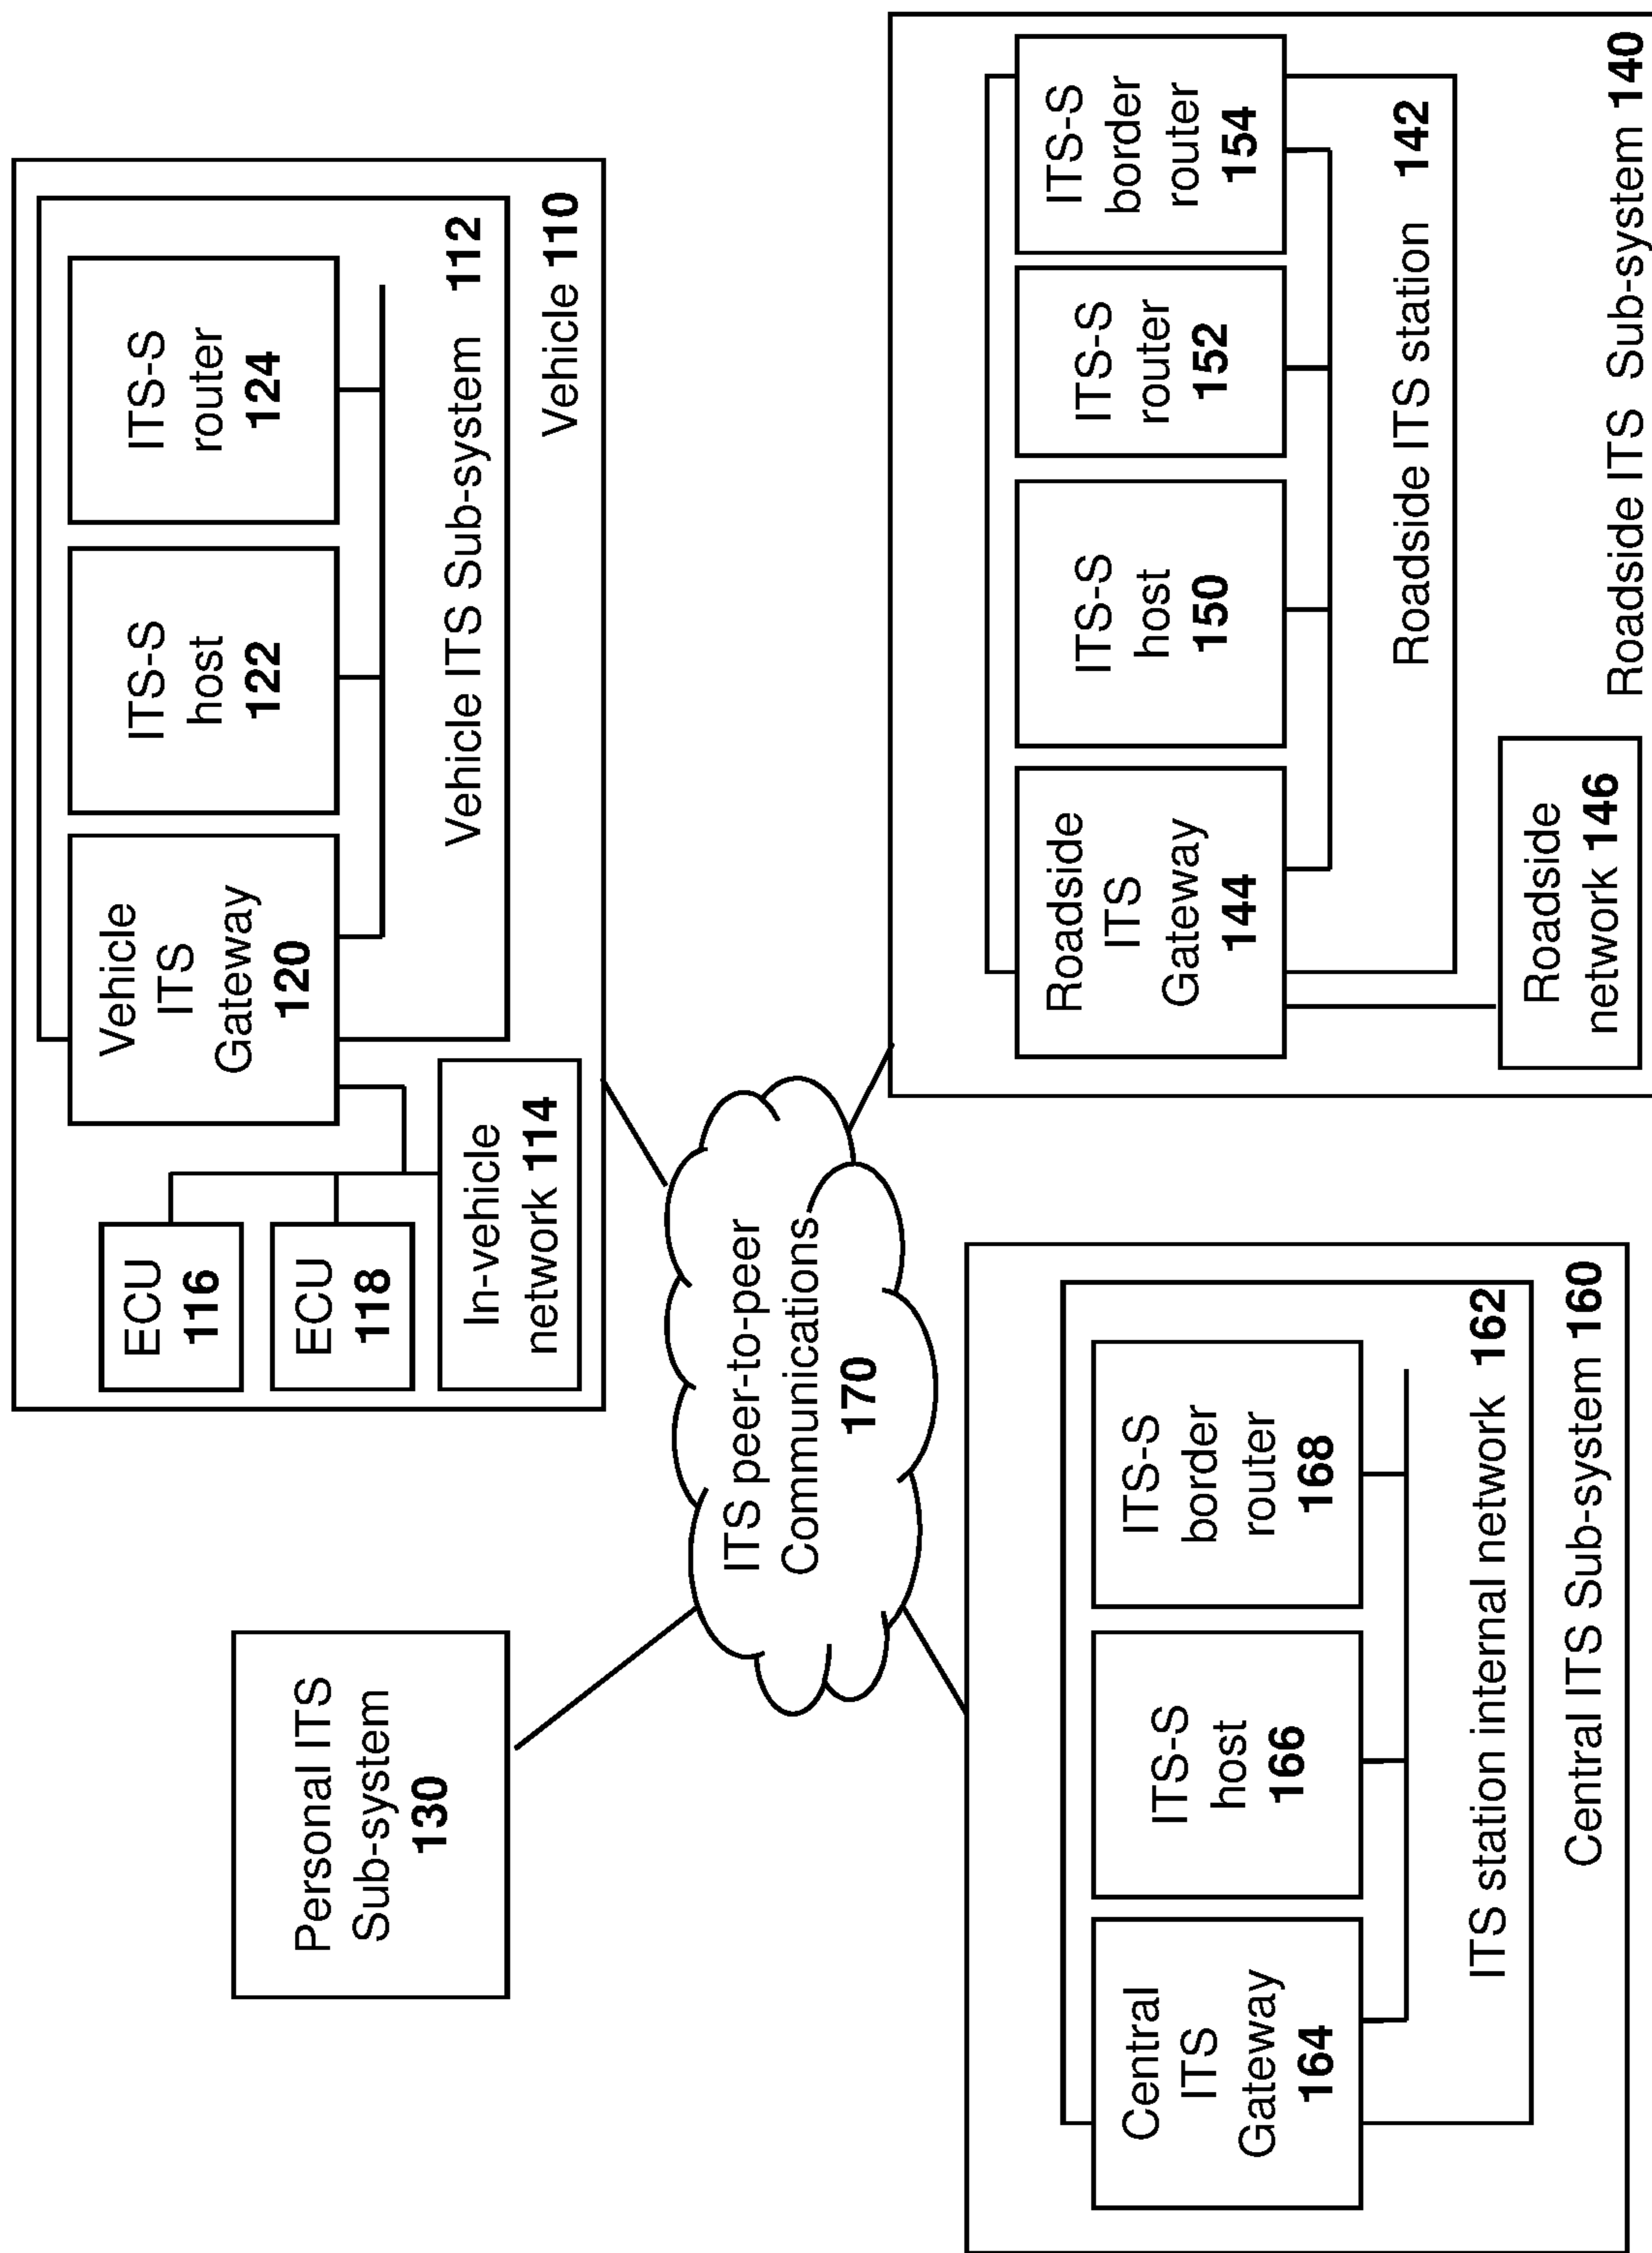 Personal ITS
Sub-system
130
ECU
116
ECU
118
In-vehicle
network 114
Vehicle
ITS
Gateway
120
ITS-S
host
122
ITS-S
router
124
Vehicle ITS Sub-system 112
Vehicle 110
ITS peer-to-peer
Communications
170
Central
ITS
Gateway
164
ITS-S
host
166
ITS-S
border
router
168
ITS station internal network 162
Central ITS Sub-system 160
Roadside
ITS
Gateway
144
ITS-S
host
150
ITS-S
router
152
ITS-S
border
router
154
Roadside ITS station 142
Roadside
network 146
Roadside ITS Sub-system 140